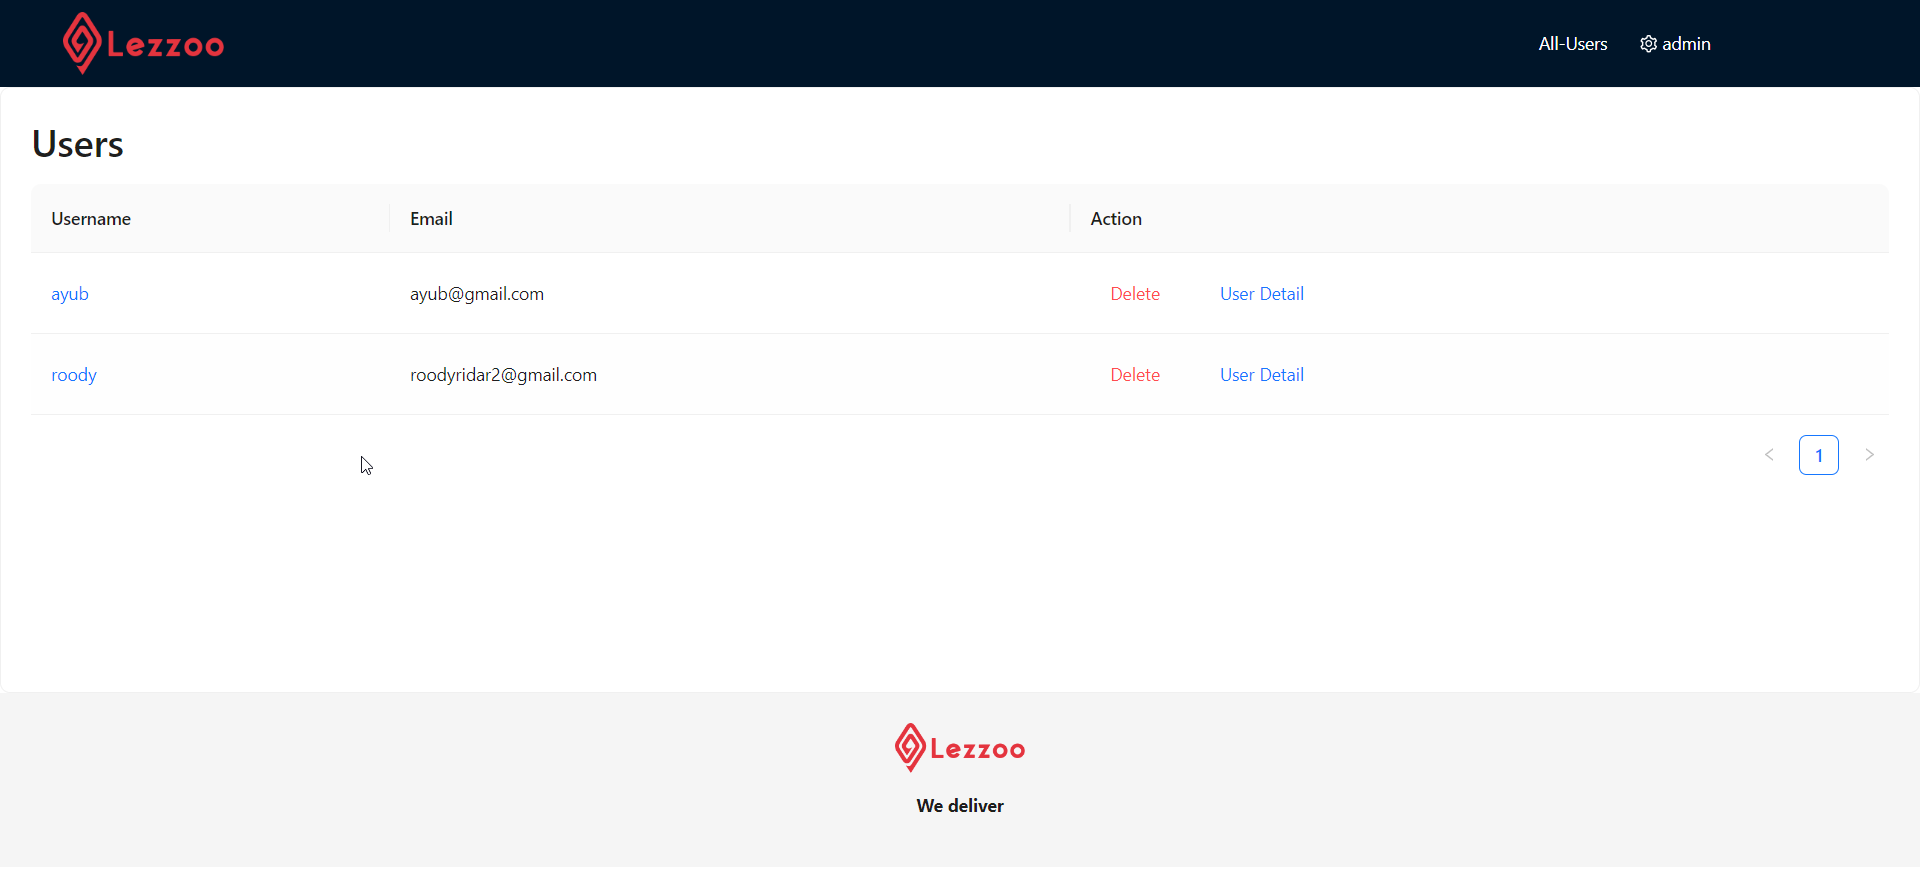 Lezzoo
All-Users admin
Users
Username Email Action
ayub ayub@gmail.com Delete User Detail
roody roodyridar2@gmail.com Delete User Detail
1
Lezzoo
We deliver